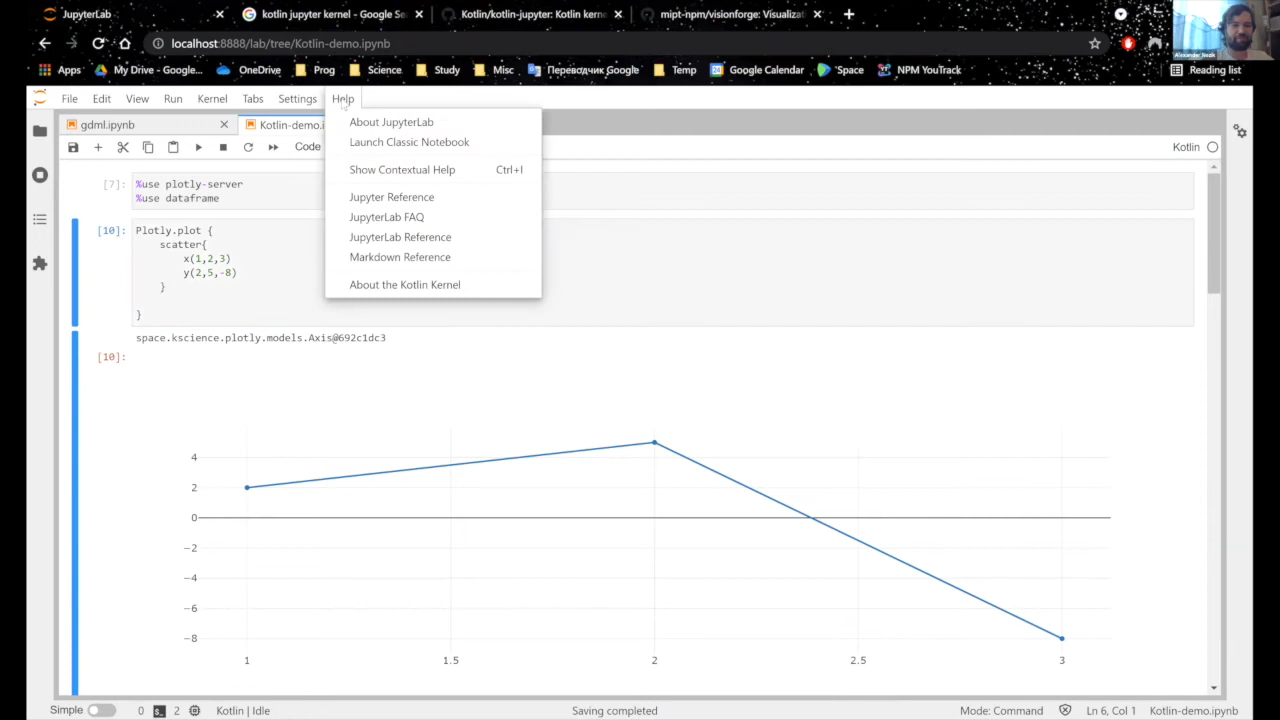 JupyterLab
kotlin jupyter kernel - Google Se
Kotlin/kotlin-jupyter: Kotlin kern
mipt-npm/visionforge: Visualizat
localhost:8888/lab/tree/Kotlin-demo.ipynb
Apps
My Drive - Google...
OneDrive
Prog
Science
Study
Misc
Переводчик Google
Temp
Google Calendar
Space
NPM YouTrack
Reading list
File Edit View Run Kernel Tabs Settings Help
gdml.ipynb
Kotlin-demo.i
Code
Kotlin
About JupyterLab
Launch Classic Notebook
Show Contextual Help Ctrl+I
Jupyter Reference
JupyterLab FAQ
JupyterLab Reference
Markdown Reference
About the Kotlin Kernel
[7]: %use plotly-server
%use dataframe
[10]: Plotly.plot {
scatter{
x(1,2,3)
y(2,5,-8)
}
}
space.kscience.plotly.models.Axis@692c1dc3
[10]:
4
2
0
−2
−4
−6
−8
1 1.5 2 2.5 3
Simple 0 2 Kotlin | Idle Saving completed Mode: Command Ln 6, Col 1 Kotlin-demo.ipynb